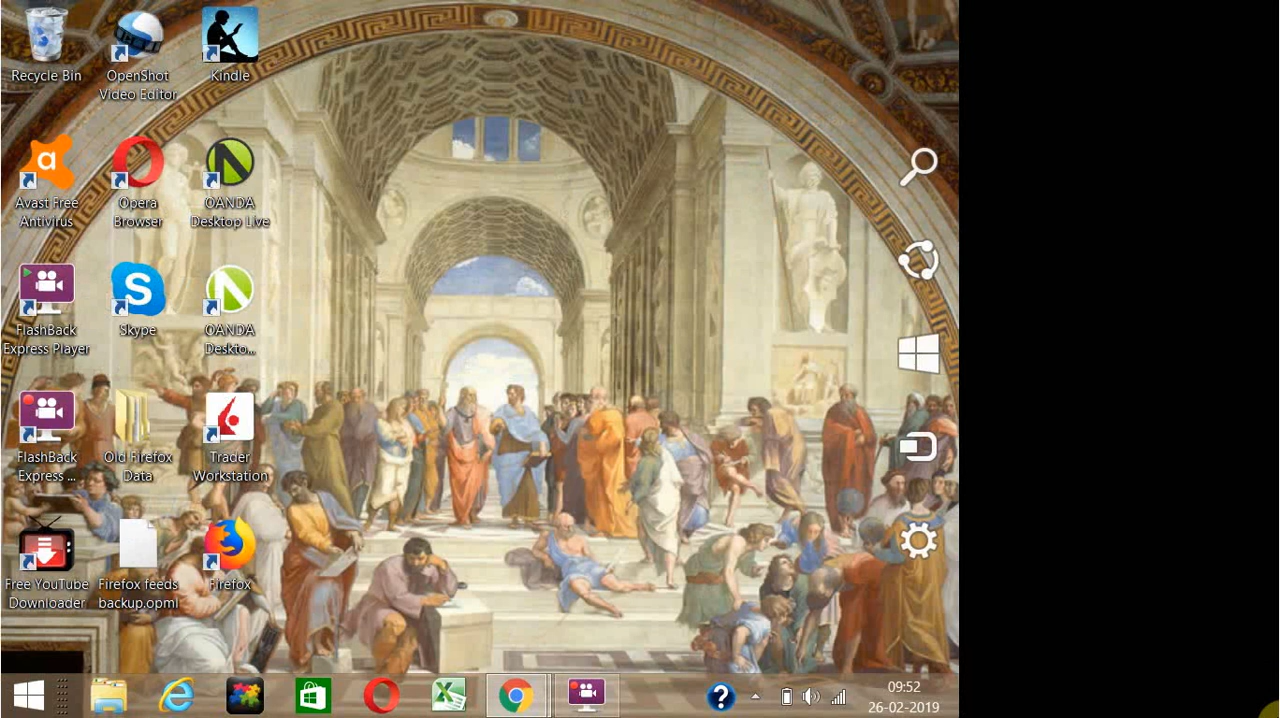 Recycle Bin
OpenShot
Video Editor
Kindle
Avast Free
Antivirus
Opera
Browser
OANDA
Desktop Live
FlashBack
Express Player
Skype
OANDA
Deskto...
FlashBack
Express ...
Old Firefox
Data
Trader
Workstation
Free YouTube
Downloader
Firefox feeds
backup.opml
Firefox
09:52
26-02-2019